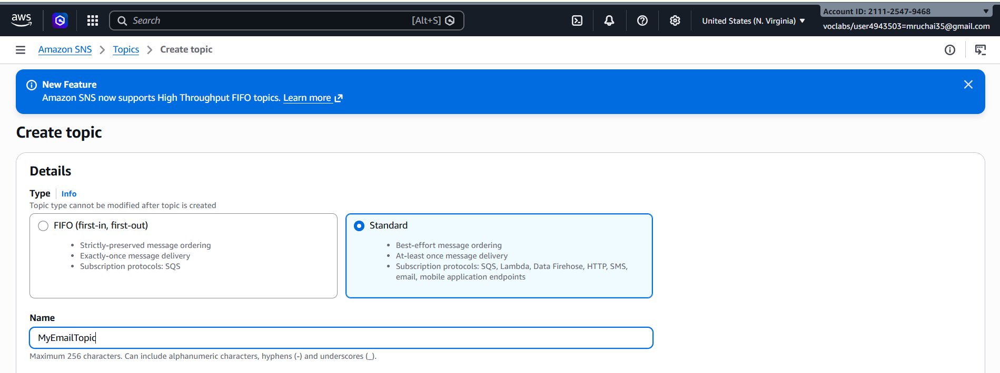 aws
Search [Alt+S]
United States (N. Virginia)
Account ID: 2111-2547-9468
voclabs/user4943503=mruchai35@gmail.com
Amazon SNS > Topics > Create topic
New Feature
Amazon SNS now supports High Throughput FIFO topics. Learn more
Create topic
Details
Type Info
Topic type cannot be modified after topic is created
FIFO (first-in, first-out)
• Strictly-preserved message ordering
• Exactly-once message delivery
• Subscription protocols: SQS
Standard
• Best-effort message ordering
• At-least once message delivery
• Subscription protocols: SQS, Lambda, Data Firehose, HTTP, SMS,
email, mobile application endpoints
Name
MyEmailTopic
Maximum 256 characters. Can include alphanumeric characters, hyphens (-) and underscores (_).